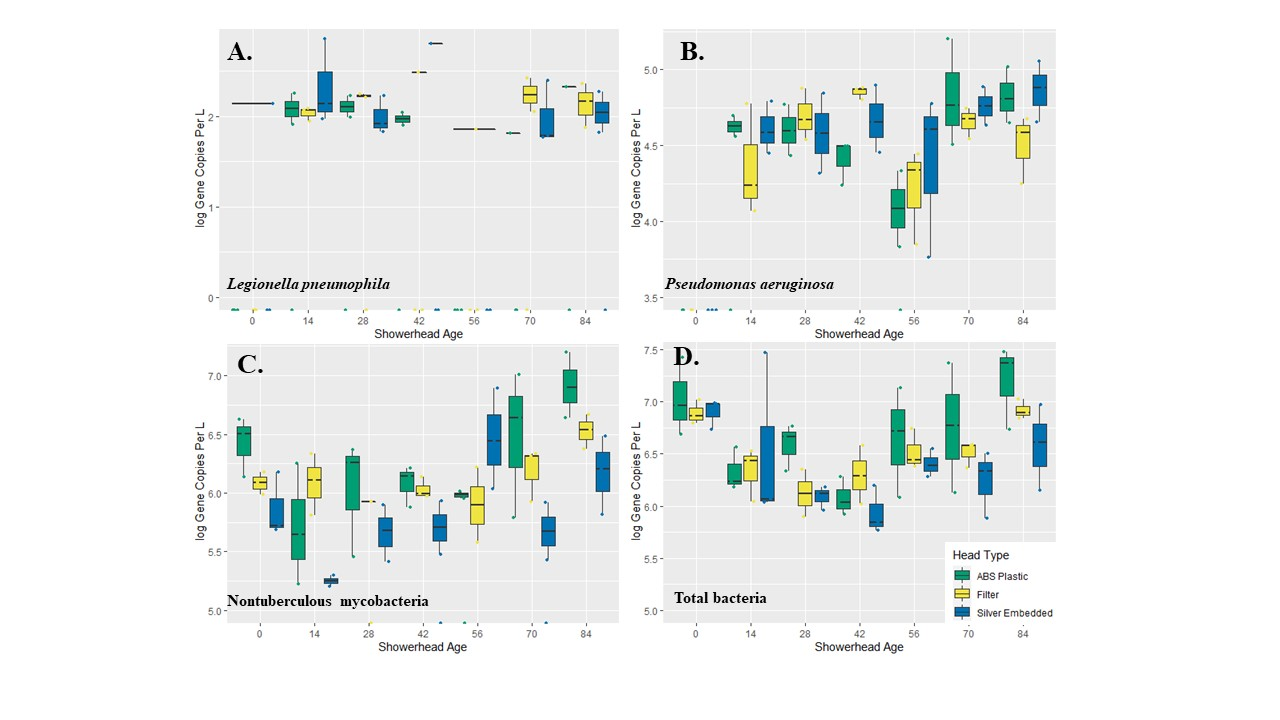 A.
log Gene Copies Per L
2
1
0
Legionella pneumophila
0 14 28 42 56 70 84
Showerhead Age
B.
log Gene Copies Per L
5.0
4.5
4.0
3.5
Pseudomonas aeruginosa
0 14 28 42 56 70 84
Showerhead Age
C.
log Gene Copies Per L
7.0
6.5
6.0
5.5
5.0
Nontuberculous mycobacteria
0 14 28 42 56 70 84
Showerhead Age
D.
log Gene Copies Per L
7.5
7.0
6.5
6.0
5.5
5.0
Total bacteria
Head Type
ABS Plastic
Filter
Silver Embedded
0 14 28 42 56 70 84
Showerhead Age